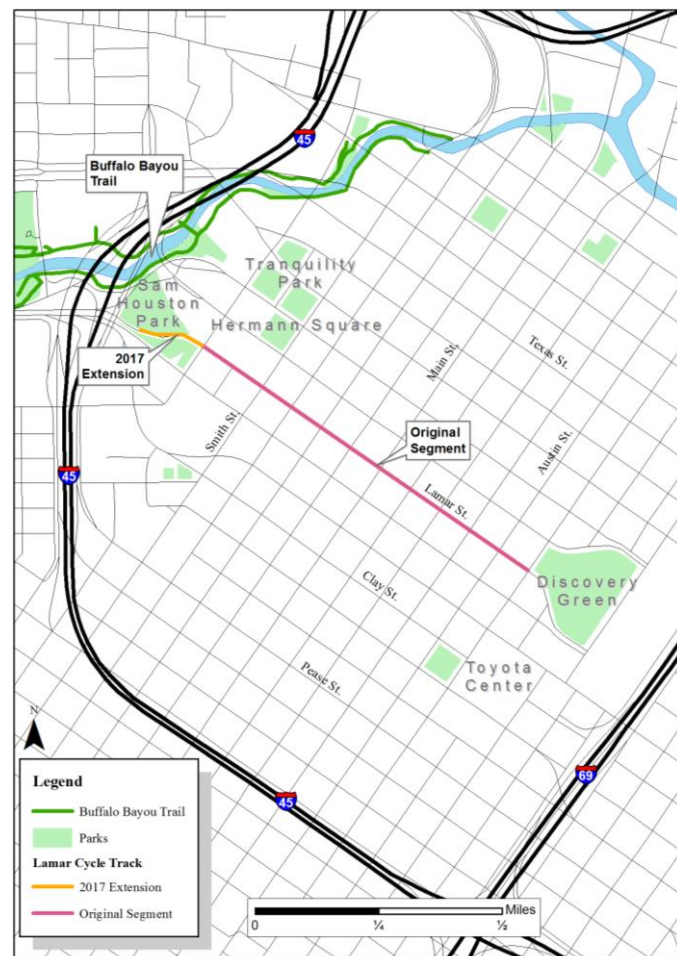 45
Buffalo Bayou
Trail
Tranquility
Park
Sam
Houston
Park
Hermann Square
2017
Extension
Main St.
Texas St.
Smith St.
Original
Segment
Austin St.
45
Lamar St.
Clay St.
Discovery
Green
Toyota
Center
Pease St.
N
69
45
Legend
Buffalo Bayou Trail
Parks
Lamar Cycle Track
2017 Extension
Original Segment
Miles
0 ¼ ½